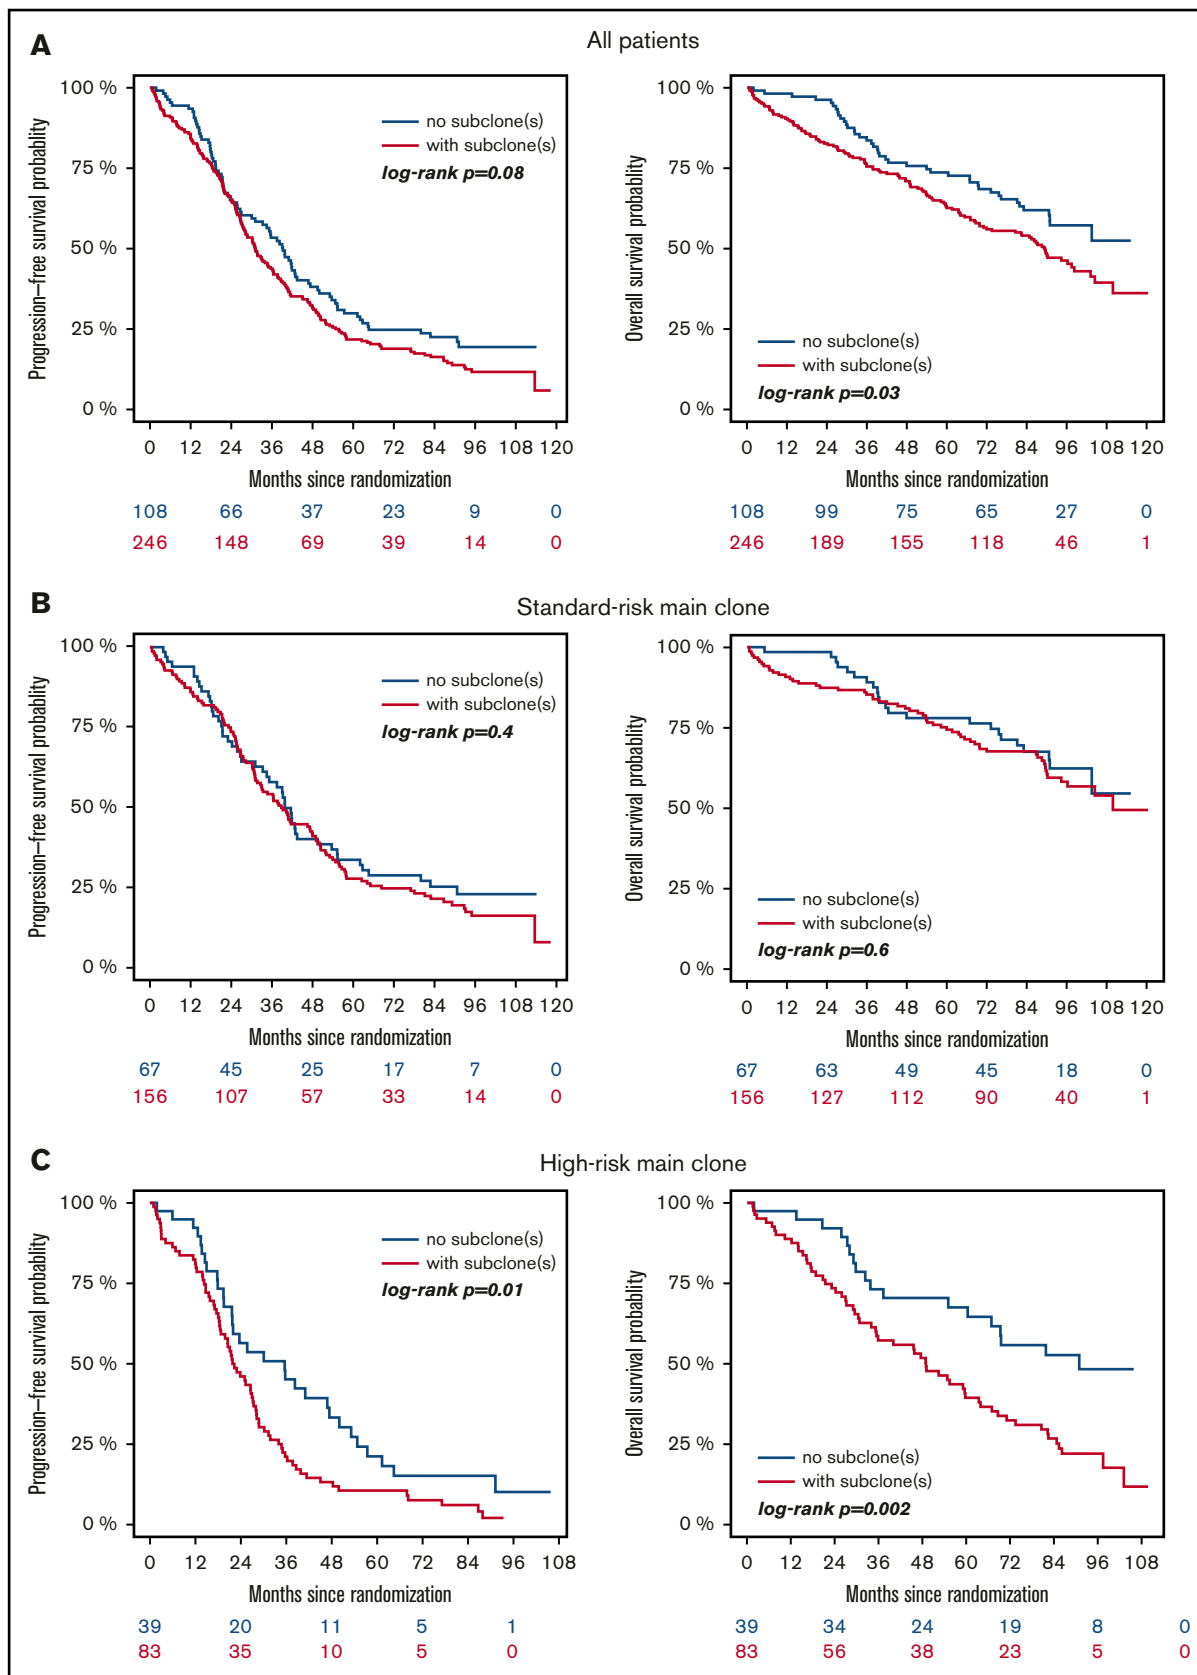 A
All patients
Progression–free survival probablity
100 %
75 %
50 %
25 %
0 %
no subclone(s)
with subclone(s)
log-rank p=0.08
0 12 24 36 48 60 72 84 96 108 120
Months since randomization
108 66 37 23 9 0
246 148 69 39 14 0
Overall survival probablity
100 %
75 %
50 %
25 %
0 %
no subclone(s)
with subclone(s)
log-rank p=0.03
0 12 24 36 48 60 72 84 96 108 120
Months since randomization
108 99 75 65 27 0
246 189 155 118 46 1
B
Standard-risk main clone
Progression–free survival probablity
100 %
75 %
50 %
25 %
0 %
no subclone(s)
with subclone(s)
log-rank p=0.4
0 12 24 36 48 60 72 84 96 108 120
Months since randomization
67 45 25 17 7 0
156 107 57 33 14 0
Overall survival probablity
100 %
75 %
50 %
25 %
0 %
no subclone(s)
with subclone(s)
log-rank p=0.6
0 12 24 36 48 60 72 84 96 108 120
Months since randomization
67 63 49 45 18 0
156 127 112 90 40 1
C
High-risk main clone
Progression–free survival probablity
100 %
75 %
50 %
25 %
0 %
no subclone(s)
with subclone(s)
log-rank p=0.01
0 12 24 36 48 60 72 84 96 108
Months since randomization
39 20 11 5 1
83 35 10 5 0
Overall survival probablity
100 %
75 %
50 %
25 %
0 %
no subclone(s)
with subclone(s)
log-rank p=0.002
0 12 24 36 48 60 72 84 96 108
Months since randomization
39 34 24 19 8 0
83 56 38 23 5 0